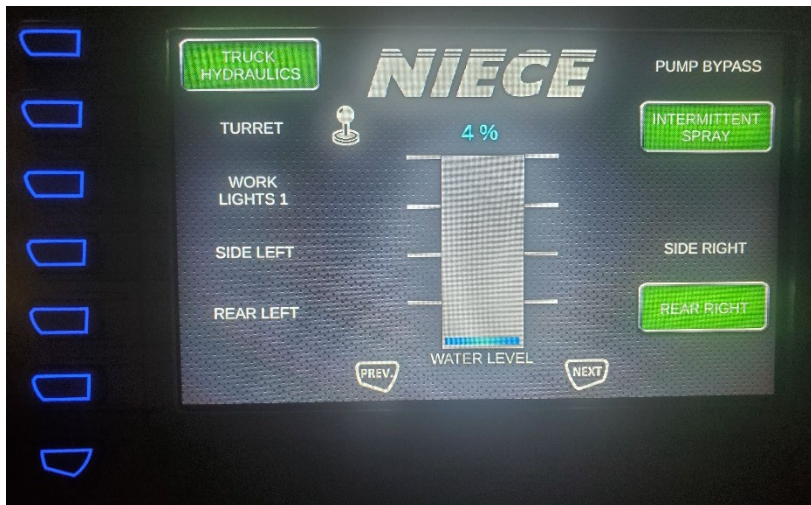 TRUCK
HYDRAULICS
NIECE
PUMP BYPASS
TURRET
4 %
INTERMITTENT
SPRAY
WORK
LIGHTS 1
SIDE LEFT
SIDE RIGHT
REAR LEFT
REAR RIGHT
WATER LEVEL
PREV.
NEXT